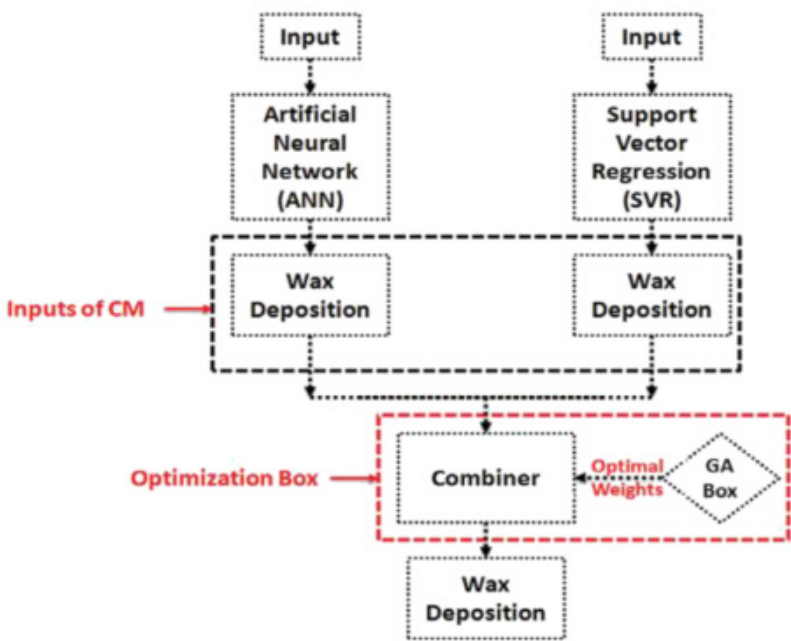 Input
Input
Artificial
Neural
Network
(ANN)
Support
Vector
Regression
(SVR)
Wax
Deposition
Wax
Deposition
Inputs of CM
Optimization Box
Combiner
Optimal
Weights
GA
Box
Wax
Deposition